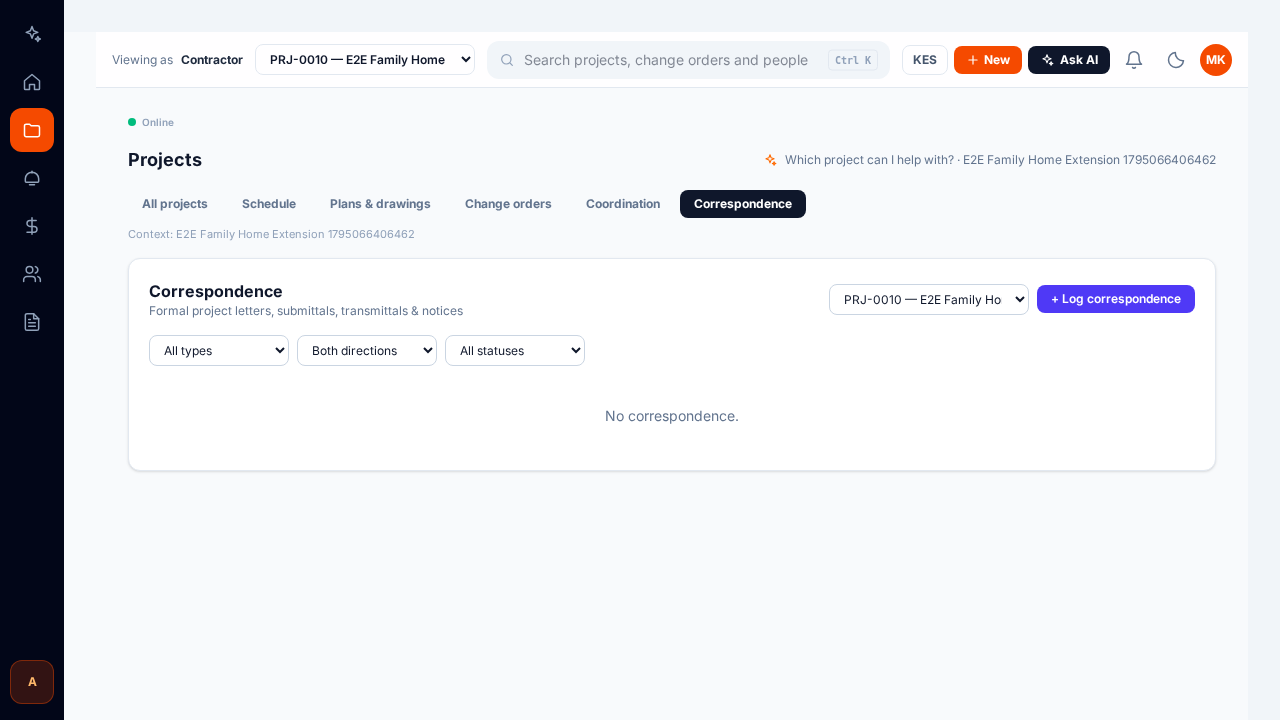 Viewing as Contractor PRJ-0010 — E2E Family Home Search projects, change orders and people Ctrl K KES + New Ask AI MK
Online
Projects
Which project can I help with? · E2E Family Home Extension 1795066406462
All projects Schedule Plans & drawings Change orders Coordination Correspondence
Context: E2E Family Home Extension 1795066406462
Correspondence
Formal project letters, submittals, transmittals & notices
PRJ-0010 — E2E Family Ho + Log correspondence
All types Both directions All statuses
No correspondence.
A